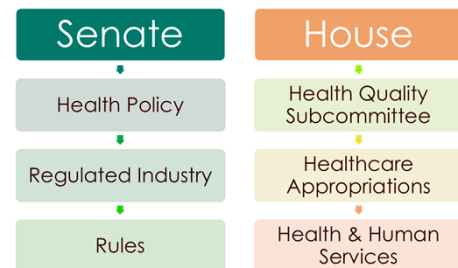 Senate
Health Policy
Regulated Industry
Rules
House
Health Quality
Subcommittee
Healthcare
Appropriations
Health & Human
Services